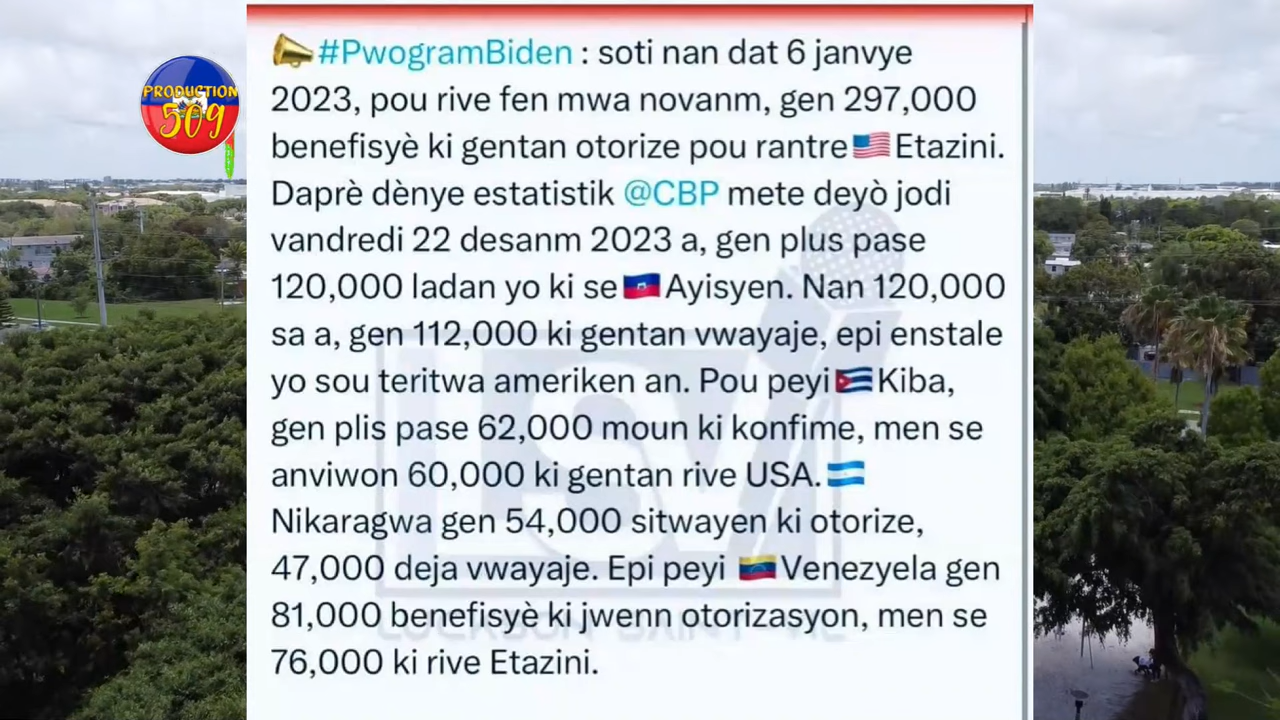 PRODUCTION
509
#PwogramBiden : soti nan dat 6 janvye
2023, pou rive fen mwa novanm, gen 297,000
benefisyè ki gentan otorize pou rantre Etazini.
Daprè dènye estatistik @CBP mete deyò jodi
vandredi 22 desanm 2023 a, gen plus pase
120,000 ladan yo ki se Ayisyen. Nan 120,000
sa a, gen 112,000 ki gentan vwayaje, epi enstale
yo sou teritwa ameriken an. Pou peyi Kiba,
gen plis pase 62,000 moun ki konfime, men se
anviwon 60,000 ki gentan rive USA.
Nikaragwa gen 54,000 sitwayen ki otorize,
47,000 deja vwayaje. Epi peyi Venezyela gen
81,000 benefisyè ki jwenn otorizasyon, men se
76,000 ki rive Etazini.
LSV